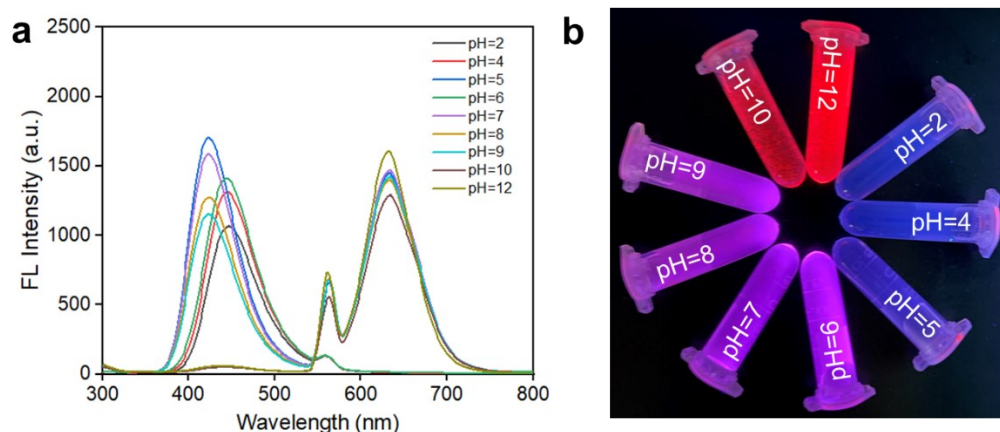 a
FL Intensity (a.u.)
2500
2000
1500
1000
500
0
300
400
500
600
700
800
Wavelength (nm)
pH=2
pH=4
pH=5
pH=6
pH=7
pH=8
pH=9
pH=10
pH=12
b
pH=10
pH=12
pH=2
pH=4
pH=5
pH=6
pH=7
pH=8
pH=9